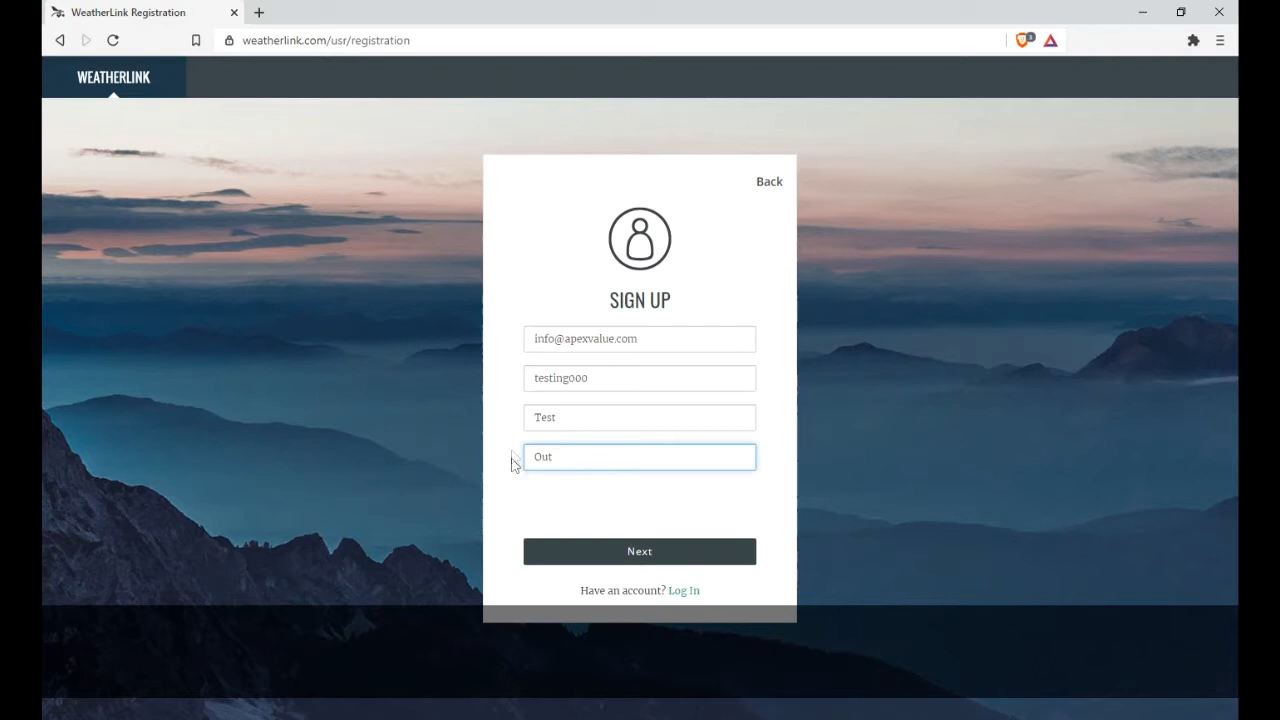 WeatherLink Registration
weatherlink.com/usr/registration
WEATHERLINK
Back
SIGN UP
info@apexvalue.com
testing000
Test
Out
Next
Have an account? Log In